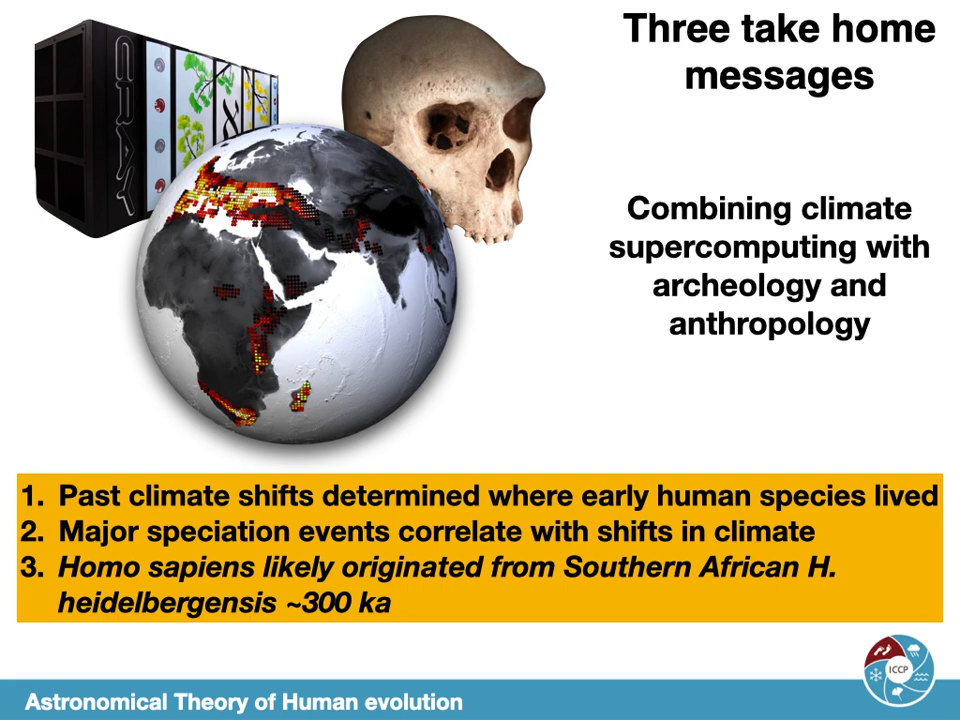 Three take home
messages
CRAY
Combining climate
supercomputing with
archeology and
anthropology
1. Past climate shifts determined where early human species lived
2. Major speciation events correlate with shifts in climate
3. Homo sapiens likely originated from Southern African H.
heidelbergensis ~300 ka
ICCP
Astronomical Theory of Human evolution